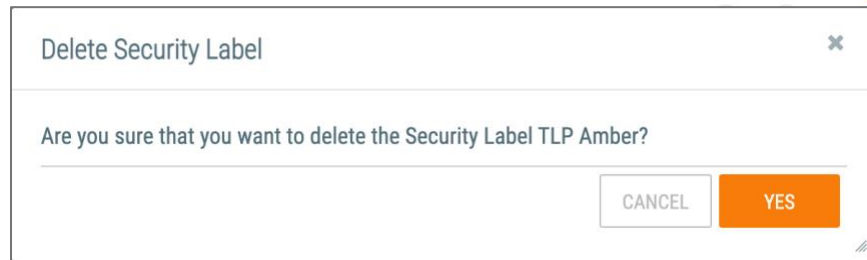 Delete Security Label
Are you sure that you want to delete the Security Label TLP Amber?
CANCEL
YES